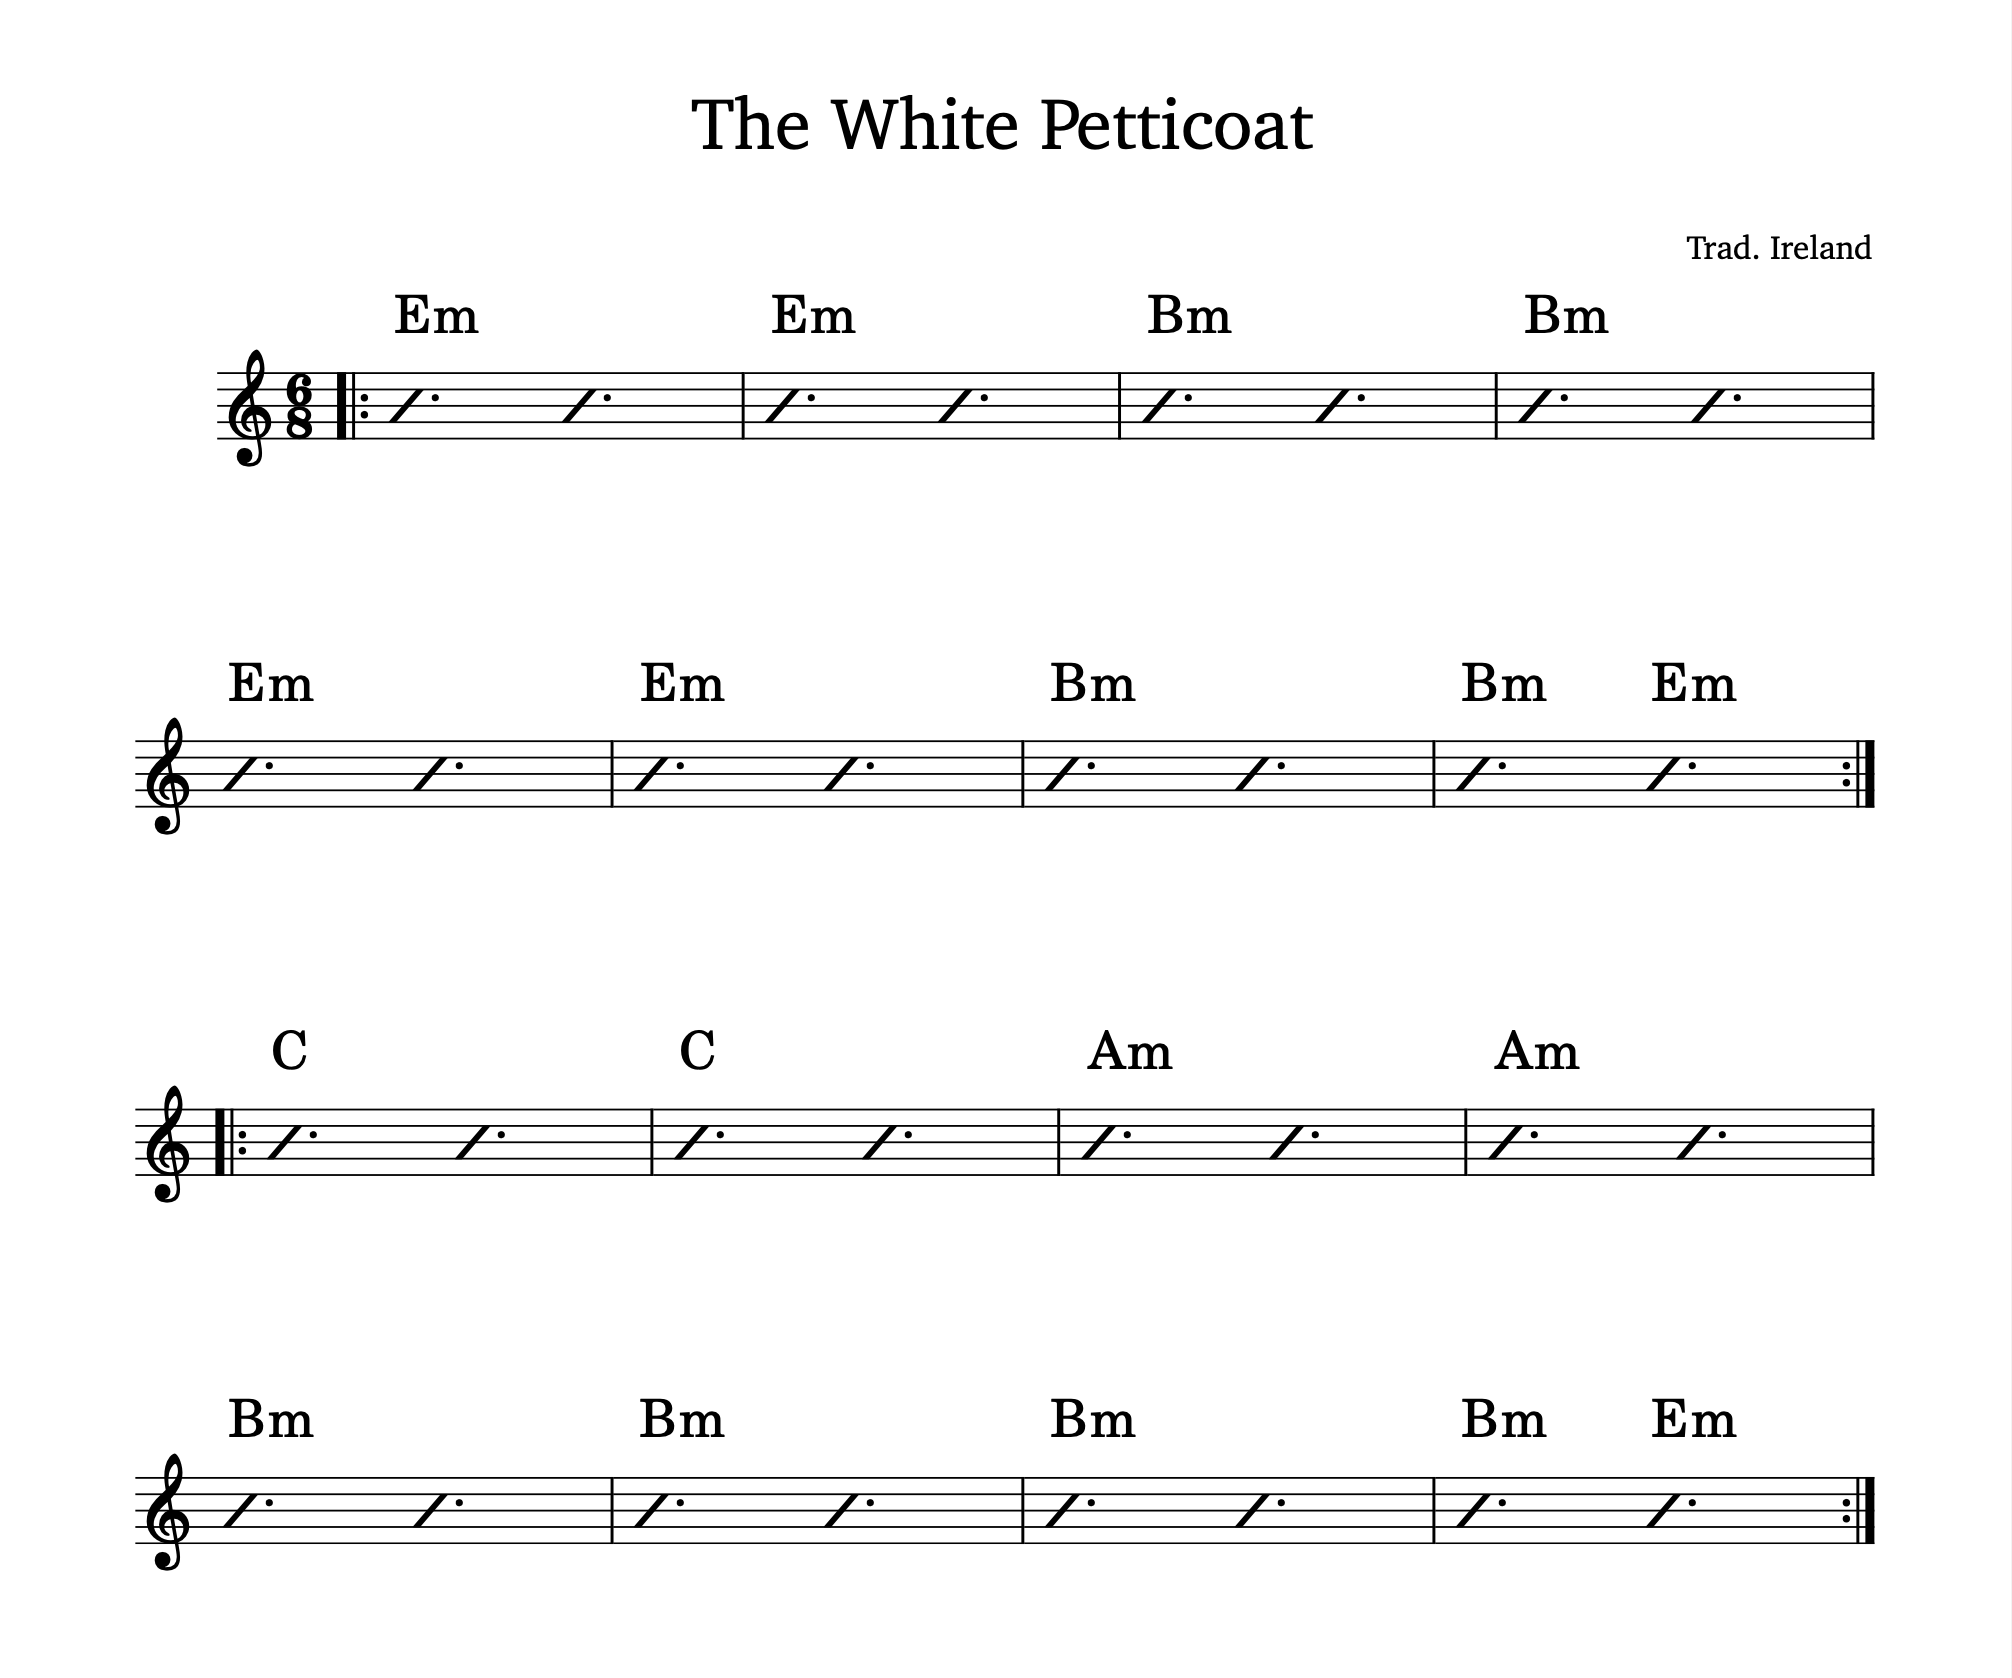 The White Petticoat
Trad. Ireland
Em Em Bm Bm
6
8
Em Em Bm Bm Em
C C Am Am
Bm Bm Bm Bm Em